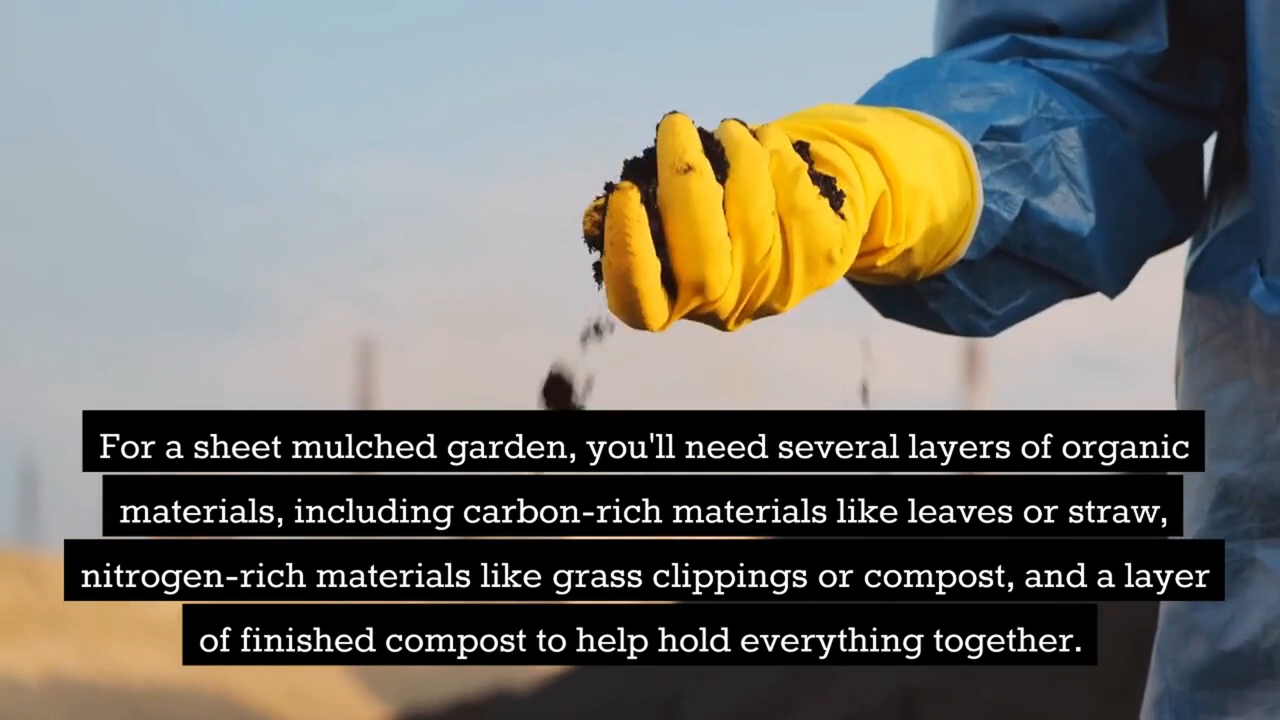 For a sheet mulched garden, you'll need several layers of organic
materials, including carbon-rich materials like leaves or straw,
nitrogen-rich materials like grass clippings or compost, and a layer
of finished compost to help hold everything together.